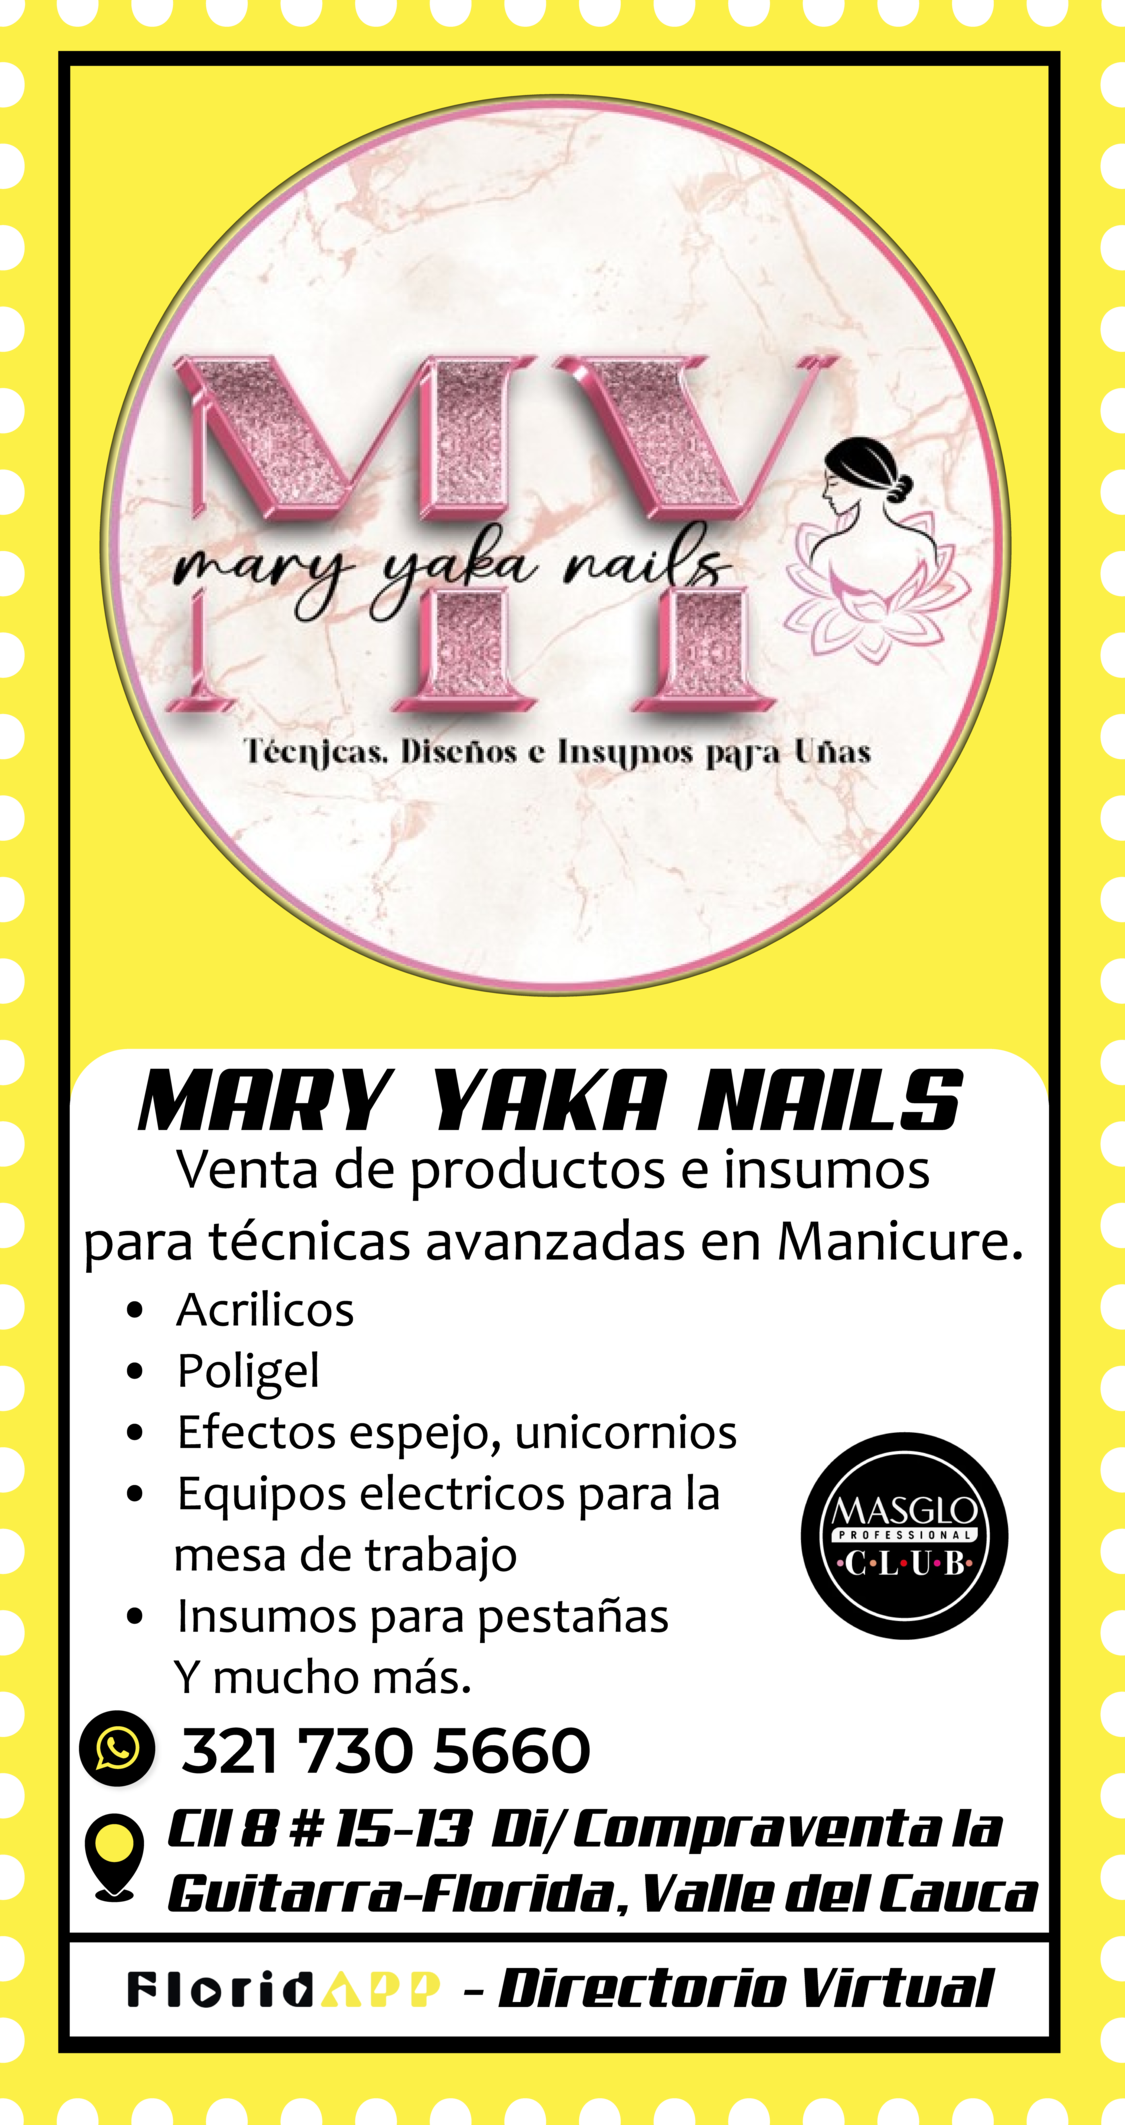 MY
mary yaka nails
Técnicas, Diseños e Insumos para Uñas
MARY YAKA NAILS
Venta de productos e insumos
para técnicas avanzadas en Manicure.
• Acrilicos
• Poligel
• Efectos espejo, unicornios
• Equipos electricos para la
mesa de trabajo
• Insumos para pestañas
Y mucho más.
MASGLO
PROFESSIONAL
·C·L·U·B·
321 730 5660
Cll 8 # 15-13 Di/ Compraventa la
Guitarra-Florida, Valle del Cauca
FloridAPP - Directorio Virtual